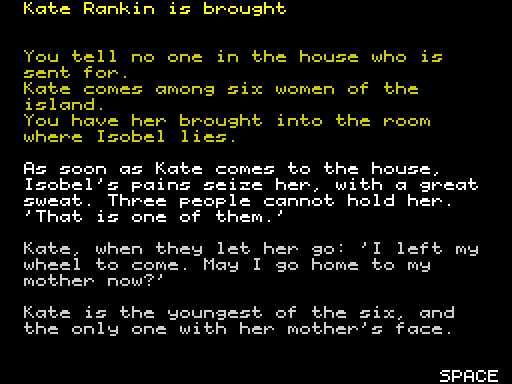 Kate Rankin is brought
You tell no one in the house who is
sent for.
Kate comes among six women of the
island.
You have her brought into the room
where Isobel lies.
As soon as Kate comes to the house,
Isobel's pains seize her, with a great
sweat. Three people cannot hold her.
'That is one of them.'
Kate, when they let her go: 'I left my
wheel to come. May I go home to my
mother now?'
Kate is the youngest of the six, and
the only one with her mother's face.
SPACE